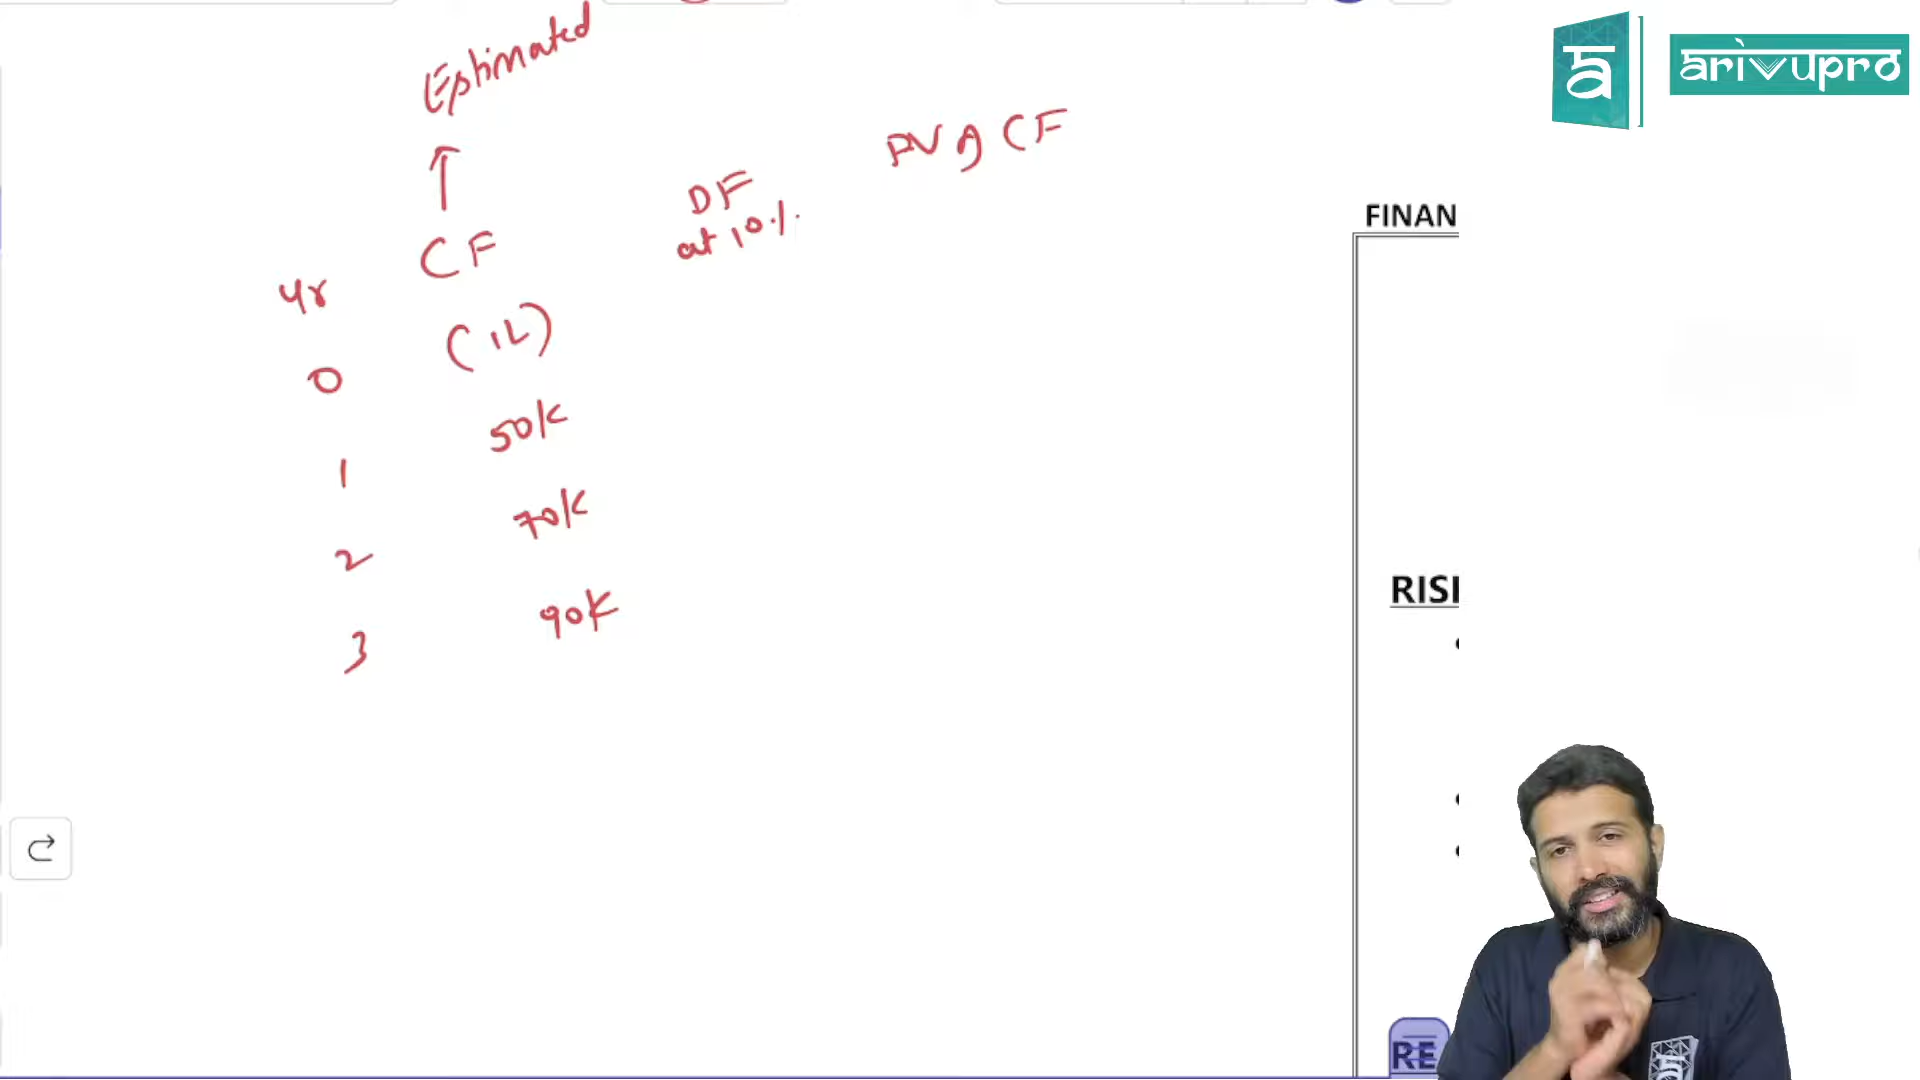 Estimated
↑
Yr CF DF at 10% PV of CF
0 (1L)
1 50K
2 70K
3 90K
FINAN
RISI
RE
ā
arivupro